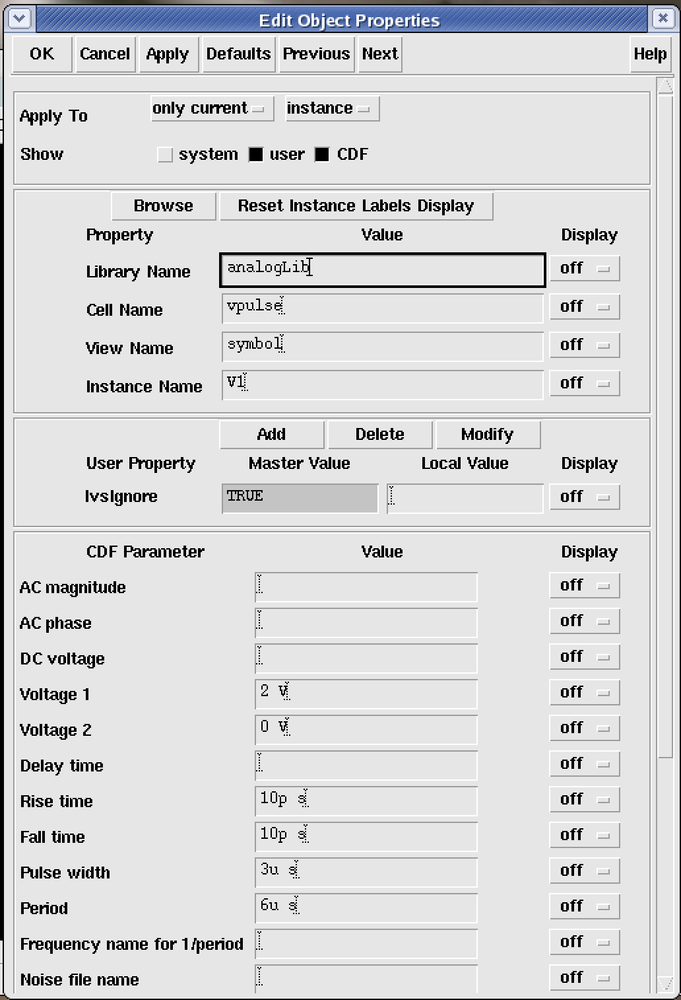 Edit Object Properties
OK Cancel Apply Defaults Previous Next Help
Apply To only current instance
Show system user CDF
Browse Reset Instance Labels Display
Property Value Display
Library Name analogLib off
Cell Name vpulse off
View Name symbol off
Instance Name V1 off
Add Delete Modify
User Property Master Value Local Value Display
lvsIgnore TRUE off
CDF Parameter Value Display
AC magnitude off
AC phase off
DC voltage off
Voltage 1 2 V off
Voltage 2 0 V off
Delay time off
Rise time 10p s off
Fall time 10p s off
Pulse width 3u s off
Period 6u s off
Frequency name for 1/period off
Noise file name off